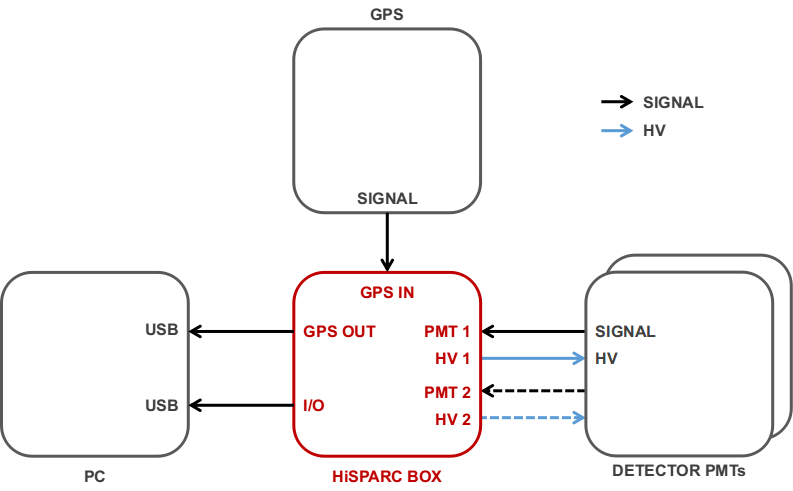 GPS
SIGNAL
SIGNAL
HV
GPS IN
USB
GPS OUT
PMT 1
SIGNAL
HV 1
HV
PMT 2
USB
I/O
HV 2
PC
HiSPARC BOX
DETECTOR PMTs